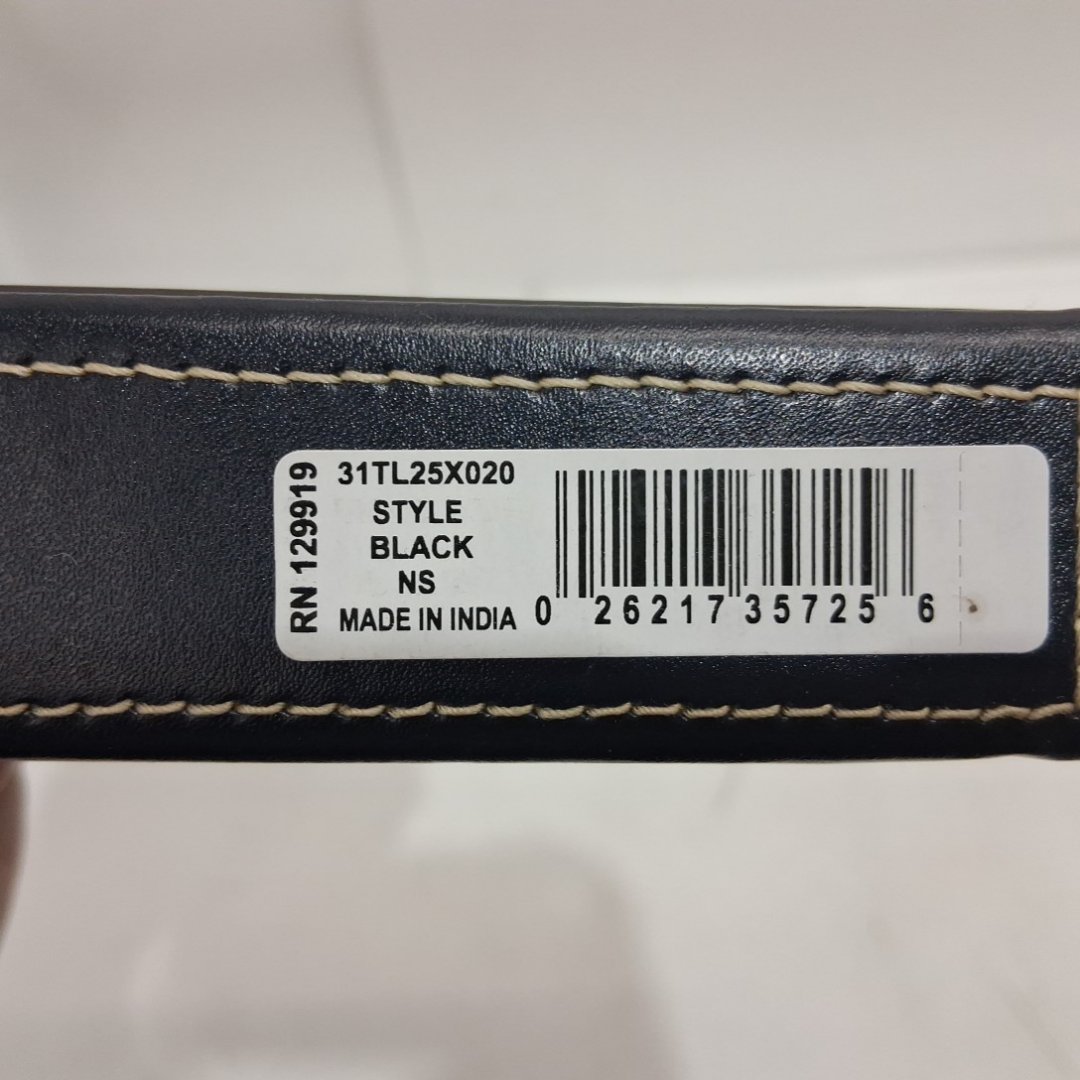 RN 129919
31TL25X020
STYLE
BLACK
NS
MADE IN INDIA
0 26217 35725 6